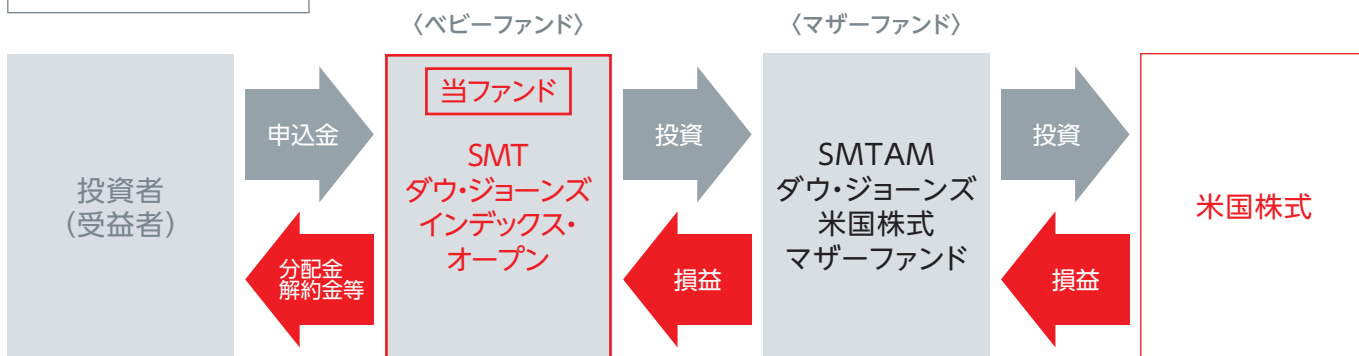 〈ベビーファンド〉
〈マザーファンド〉
投資者
(受益者)
申込金
分配金
解約金等
当ファンド
SMT
ダウ・ジョーンズ
インデックス・
オープン
投資
損益
SMTAM
ダウ・ジョーンズ
米国株式
マザーファンド
投資
損益
米国株式